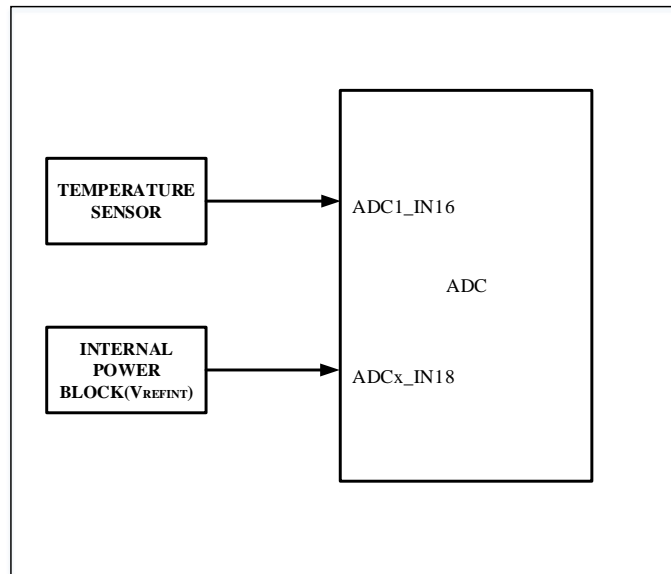 TEMPERATURE
SENSOR
ADC1_IN16
ADC
INTERNAL
POWER
BLOCK(VREFINT)
ADCx_IN18